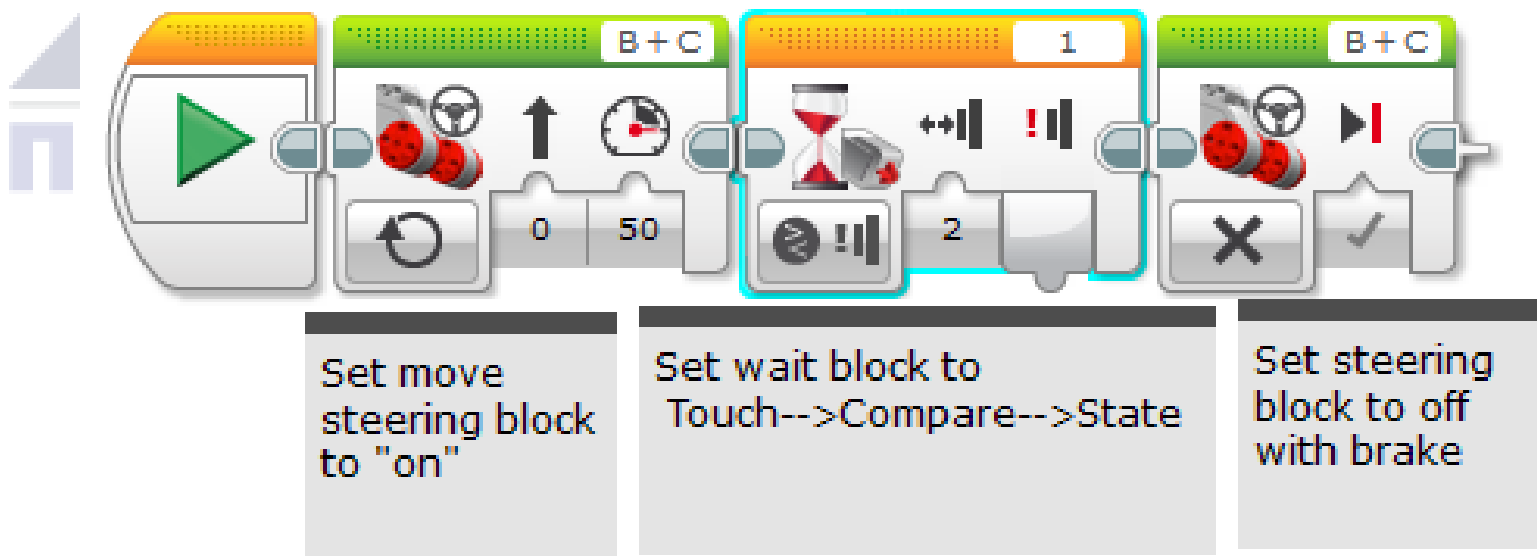 B + C
1
B + C
0
50
2
Set move
steering block
to "on"
Set wait block to
Touch-->Compare-->State
Set steering
block to off
with brake